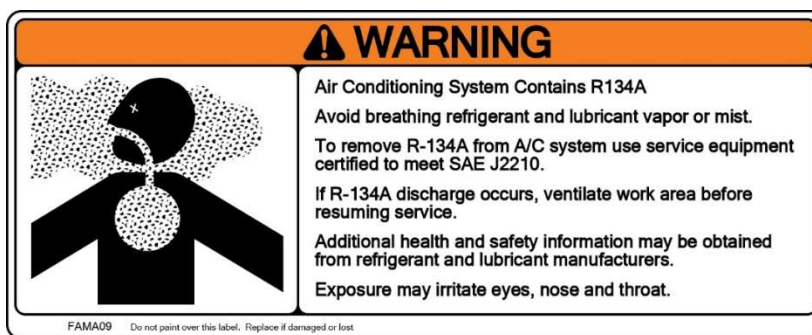 WARNING
Air Conditioning System Contains R134A
Avoid breathing refrigerant and lubricant vapor or mist.
To remove R-134A from A/C system use service equipment
certified to meet SAE J2210.
If R-134A discharge occurs, ventilate work area before
resuming service.
Additional health and safety information may be obtained
from refrigerant and lubricant manufacturers.
Exposure may irritate eyes, nose and throat.
FAMA09 Do not paint over this label. Replace if damaged or lost